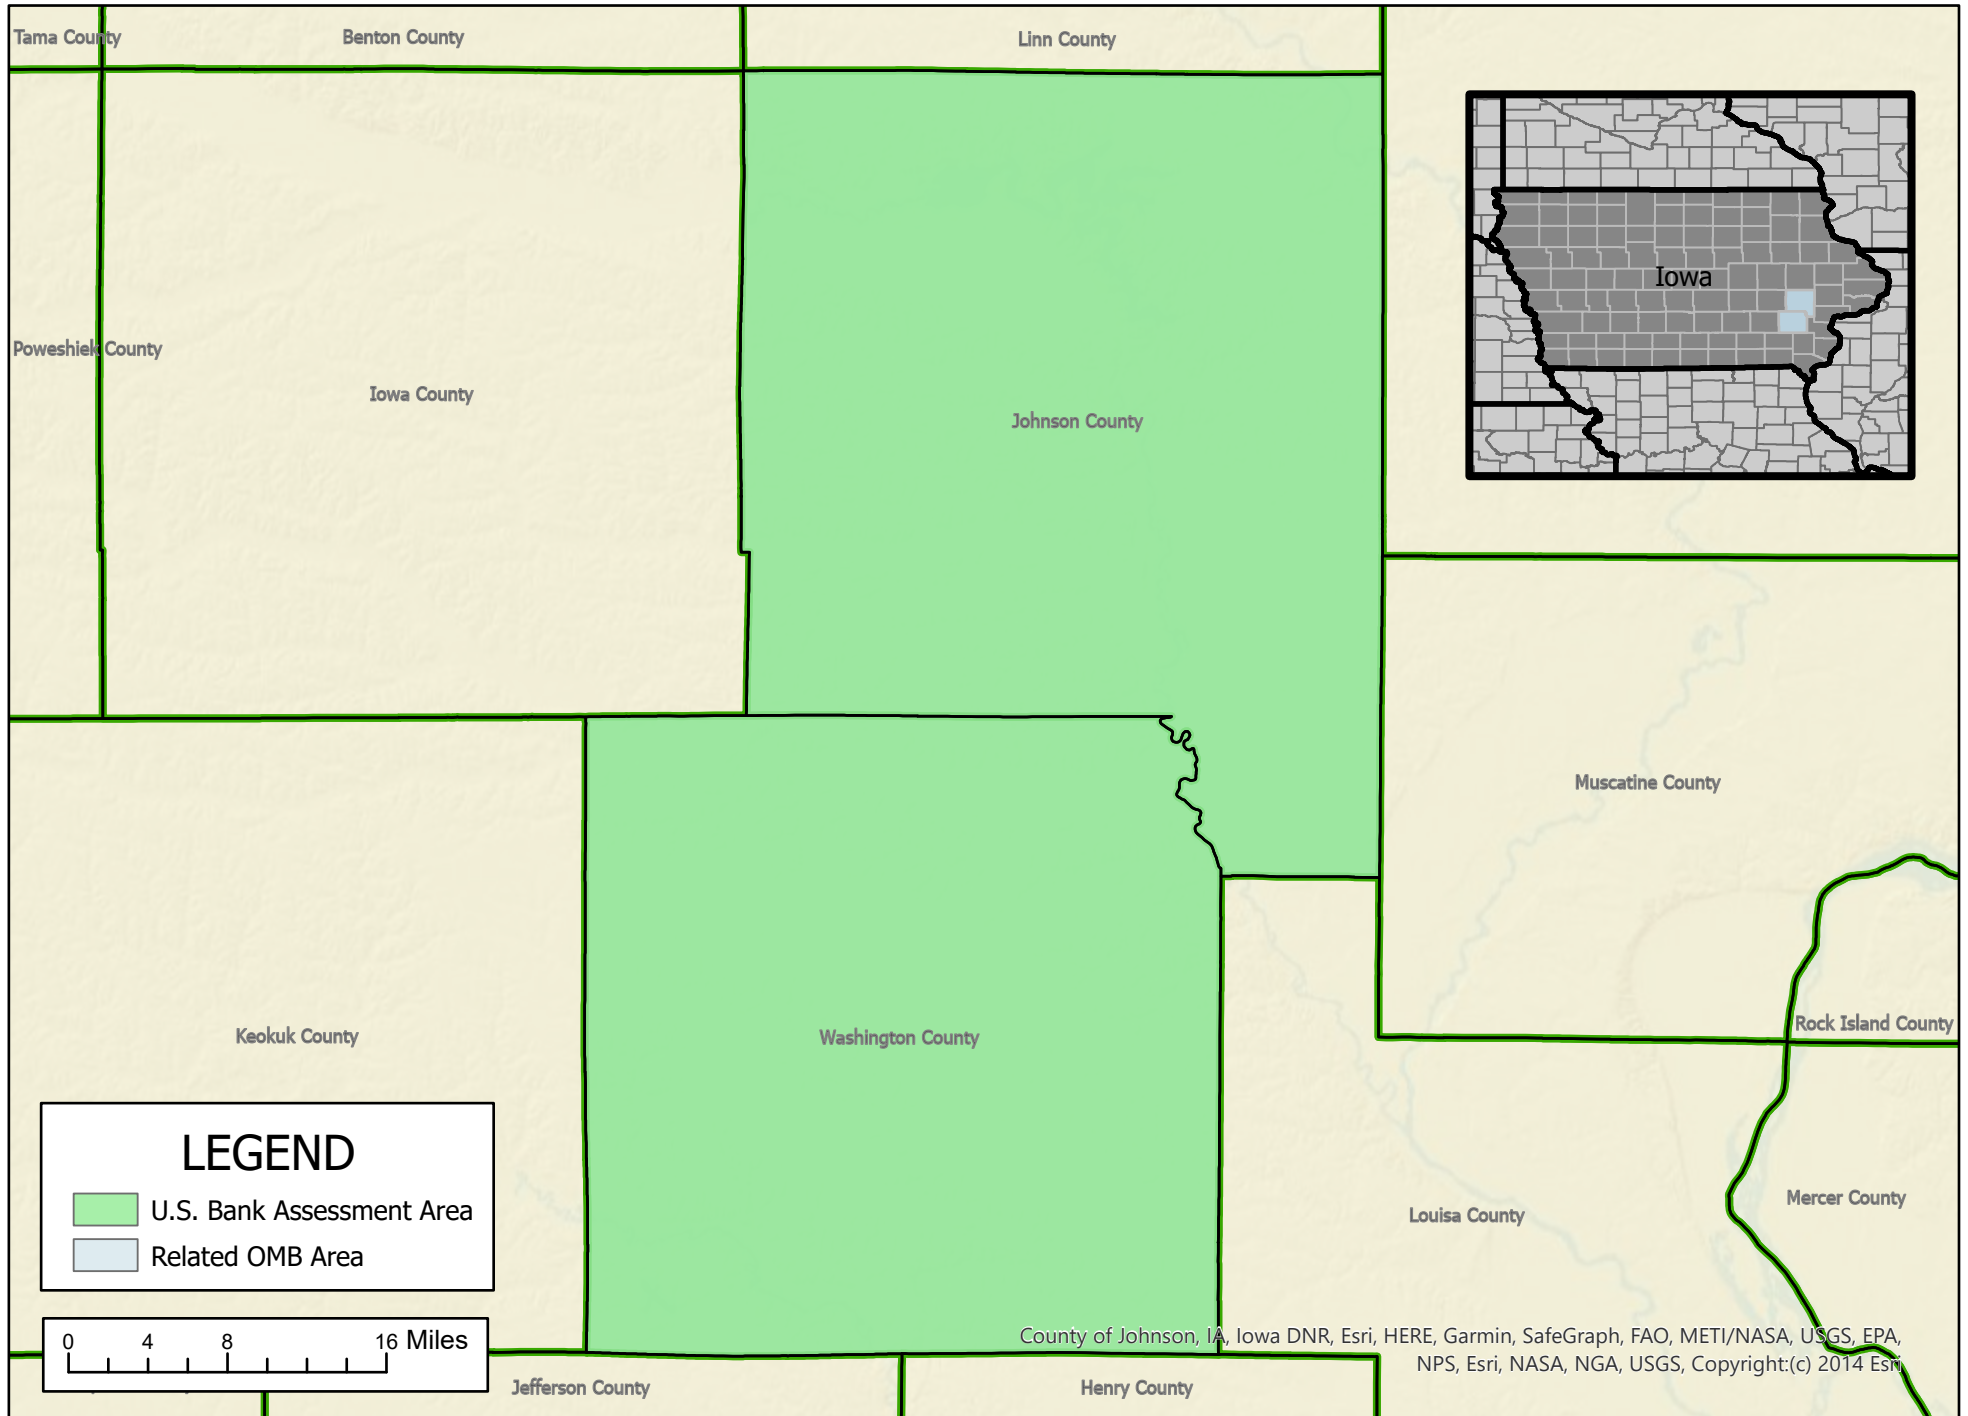 Tama County
Benton County
Linn County
Iowa
Poweshiek County
Iowa County
Johnson County
Muscatine County
Rock Island County
Keokuk County
Washington County
Mercer County
Louisa County
LEGEND
U.S. Bank Assessment Area
Related OMB Area
0 4 8 16 Miles
County of Johnson, IA, Iowa DNR, Esri, HERE, Garmin, SafeGraph, FAO, METI/NASA, USGS, EPA,
NPS, Esri, NASA, NGA, USGS, Copyright:(c) 2014 Esri
Jefferson County
Henry County